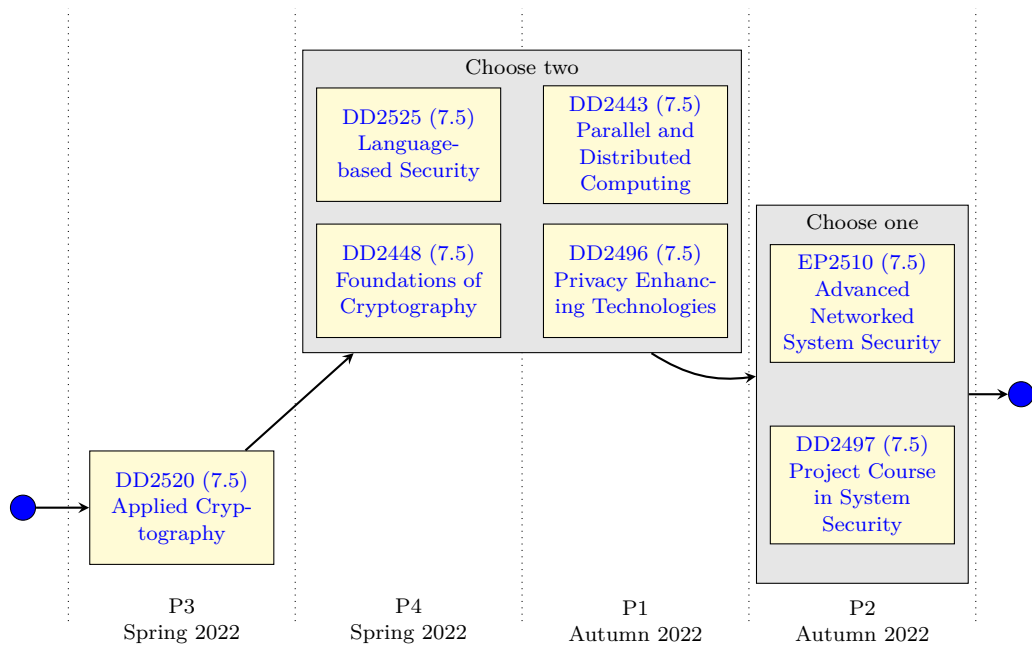 Choose two
DD2525 (7.5)
Language-
based Security
DD2443 (7.5)
Parallel and
Distributed
Computing
DD2448 (7.5)
Foundations of
Cryptography
DD2496 (7.5)
Privacy Enhanc-
ing Technologies
Choose one
EP2510 (7.5)
Advanced
Networked
System Security
DD2497 (7.5)
Project Course
in System
Security
DD2520 (7.5)
Applied Cryp-
tography
P3
Spring 2022
P4
Spring 2022
P1
Autumn 2022
P2
Autumn 2022